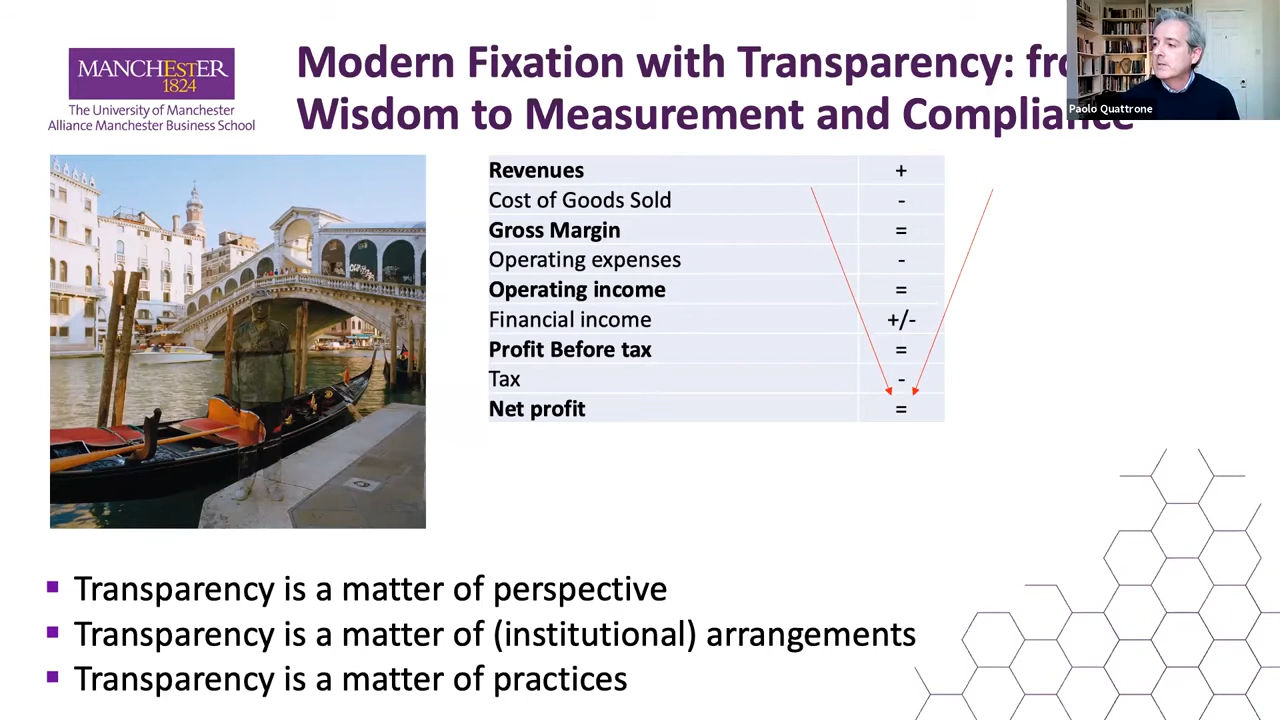 MANCHESTER
1824
The University of Manchester
Alliance Manchester Business School
Modern Fixation with Transparency:
Wisdom to Measurement and Compliance
Paolo Quattrone
Revenues +
Cost of Goods Sold -
Gross Margin =
Operating expenses -
Operating income =
Financial income +/-
Profit Before tax =
Tax -
Net profit =
Transparency is a matter of perspective
Transparency is a matter of (institutional) arrangements
Transparency is a matter of practices